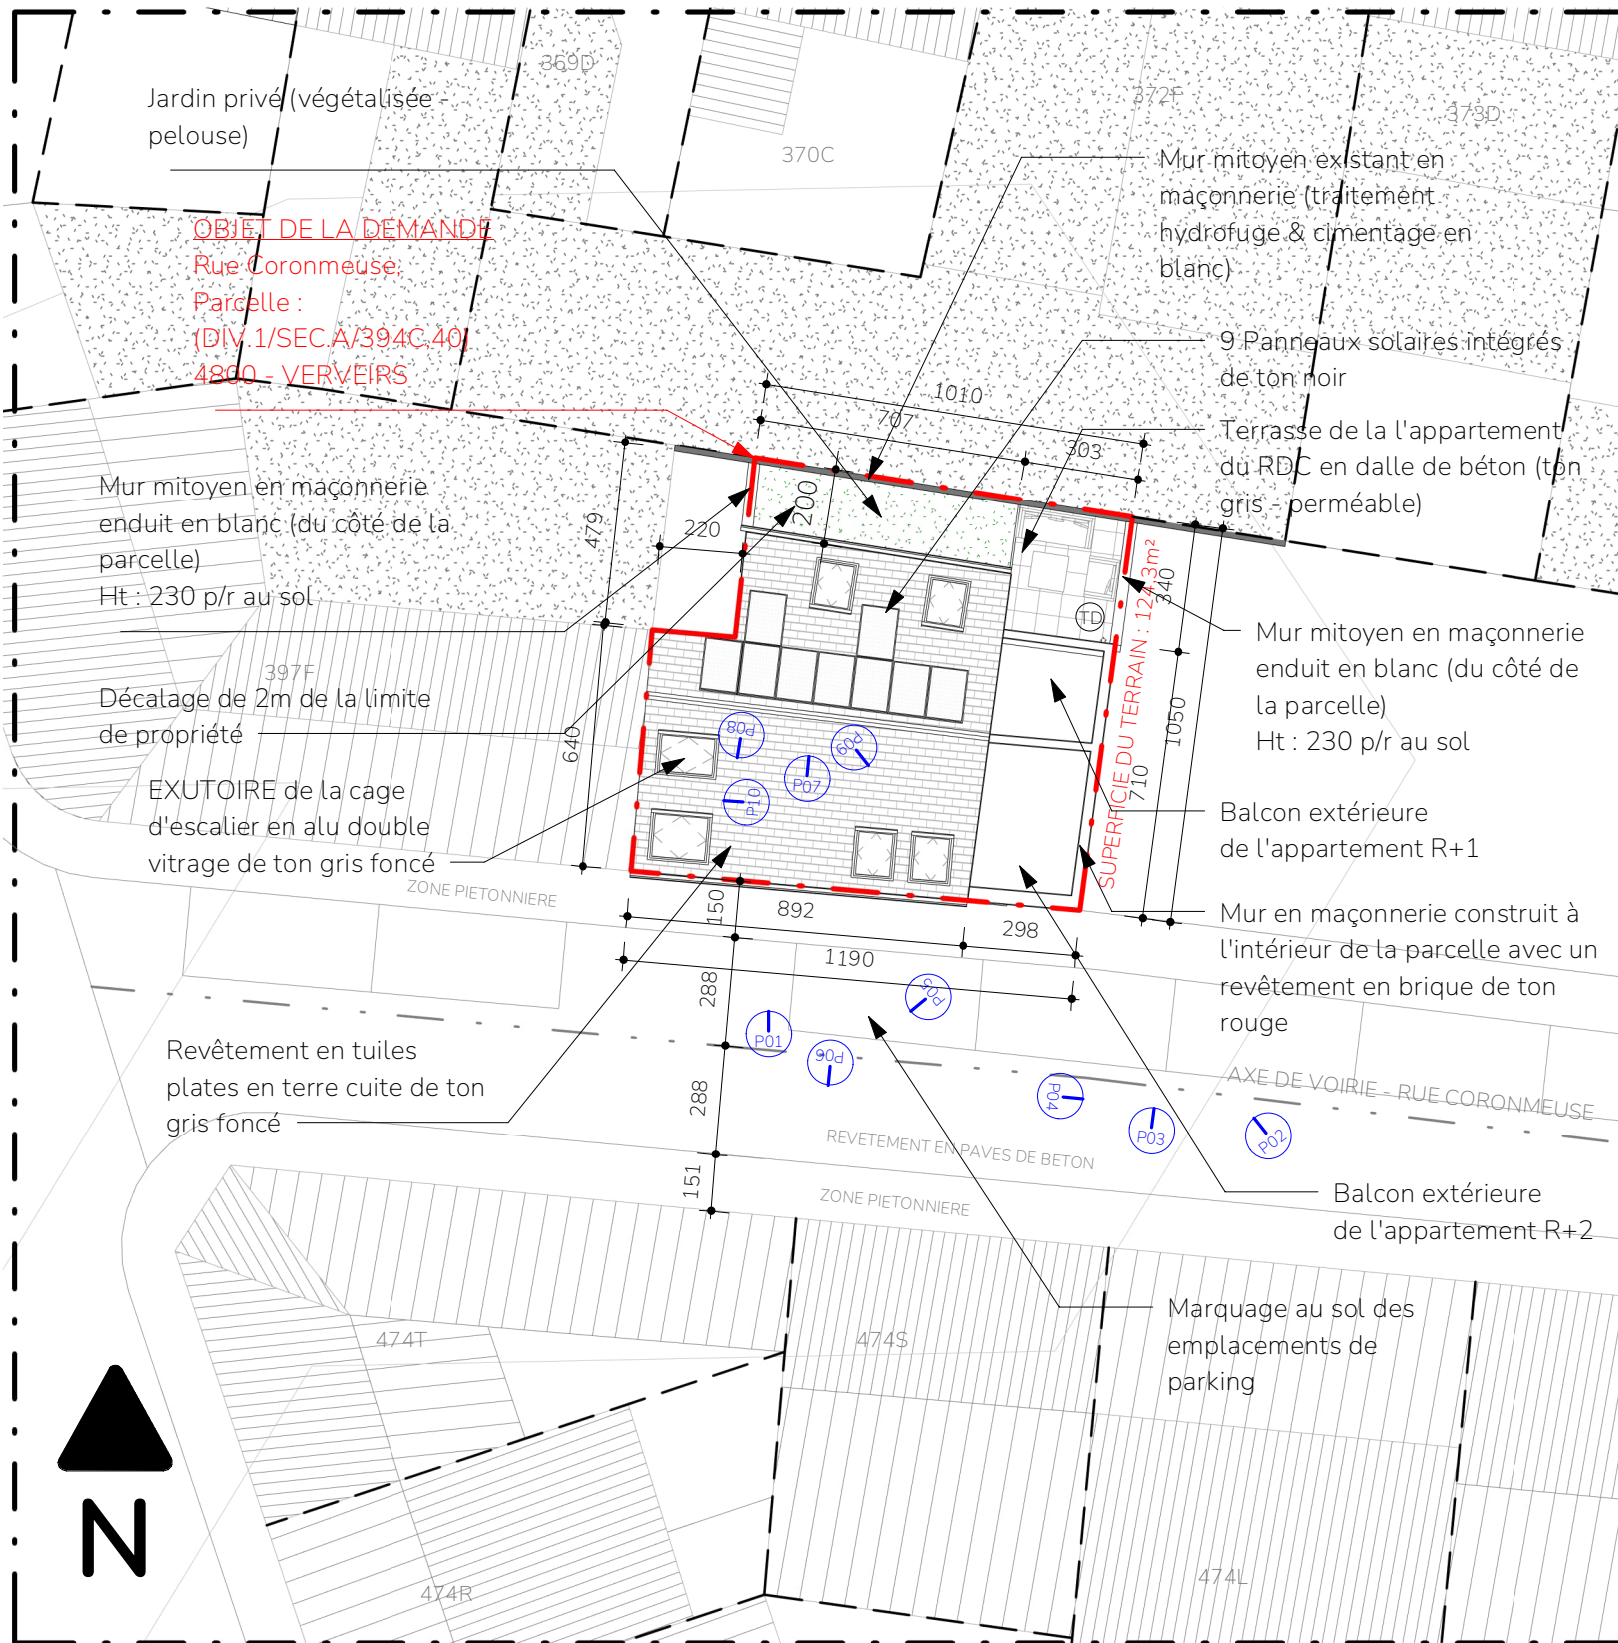 369D
372F
373D
370C
Jardin privé (végétalisée -
pelouse)
Mur mitoyen existant en
maçonnerie (traitement
hydrofuge & cimentage en
blanc)
OBJET DE LA DEMANDE
Rue Coronmeuse,
Parcelle :
(DIV.1/SEC.A/394C,40)
4800 - VERVEIRS
9 Panneaux solaires intégrés
de ton noir
Terrasse de la l'appartement
du RDC en dalle de béton (ton
gris - perméable)
1010
707
303
Mur mitoyen en maçonnerie
enduit en blanc (du côté de la
parcelle)
Ht : 230 p/r au sol
479
220
200
340
TD
SUPERFICIE DU TERRAIN : 124,3m²
Mur mitoyen en maçonnerie
enduit en blanc (du côté de
la parcelle)
Ht : 230 p/r au sol
397F
Décalage de 2m de la limite
de propriété
640
1050
710
P08
P09
P07
P10
EXUTOIRE de la cage
d'escalier en alu double
vitrage de ton gris foncé
Balcon extérieure
de l'appartement R+1
ZONE PIETONNIERE
150
892
298
1190
288
Mur en maçonnerie construit à
l'intérieur de la parcelle avec un
revêtement en brique de ton
rouge
P05
P01
P06
P04
P03
P02
Revêtement en tuiles
plates en terre cuite de ton
gris foncé
288
AXE DE VOIRIE - RUE CORONMEUSE
REVETEMENT EN PAVES DE BETON
151
ZONE PIETONNIERE
Balcon extérieure
de l'appartement R+2
Marquage au sol des
emplacements de
parking
474T
474S
N
474R
474L